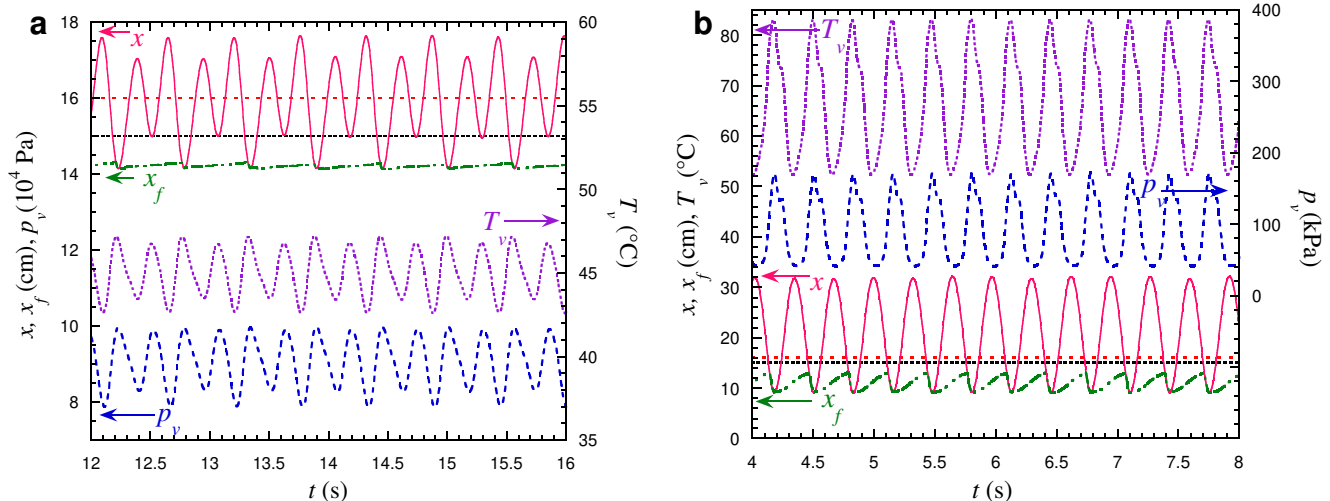 a
x
18
16
14
12
10
8
x_f
T_v
p_v
60
55
50
45
40
35
x, x_f (cm), p_v (10^4 Pa)
T_v (°C)
12 12.5 13 13.5 14 14.5 15 15.5 16
t (s)
b
T_v
p_v
x
x_f
80
70
60
50
40
30
20
10
0
400
300
200
100
0
x, x_f (cm), T_v (°C)
p_v (kPa)
4 4.5 5 5.5 6 6.5 7 7.5 8
t (s)